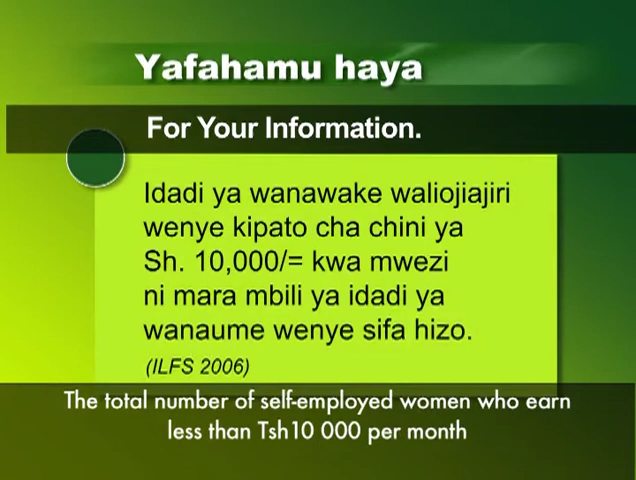 Yafahamu haya
For Your Information.
Idadi ya wanawake waliojiajiri
wenye kipato cha chini ya
Sh. 10,000/= kwa mwezi
ni mara mbili ya idadi ya
wanaume wenye sifa hizo.
(ILFS 2006)
The total number of self-employed women who earn
less than Tsh10 000 per month